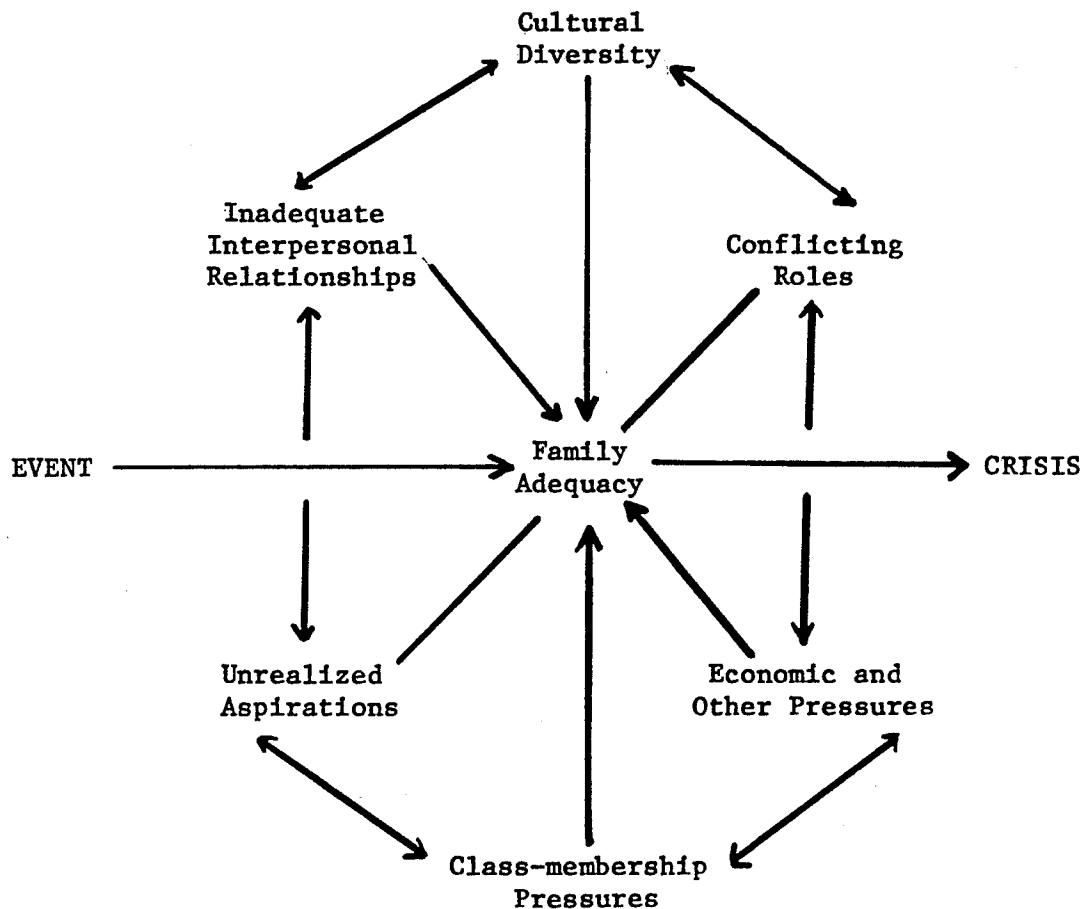 Cultural
Diversity
Inadequate
Interpersonal
Relationships
Conflicting
Roles
EVENT
Family
Adequacy
CRISIS
Unrealized
Aspirations
Economic and
Other Pressures
Class-membership
Pressures